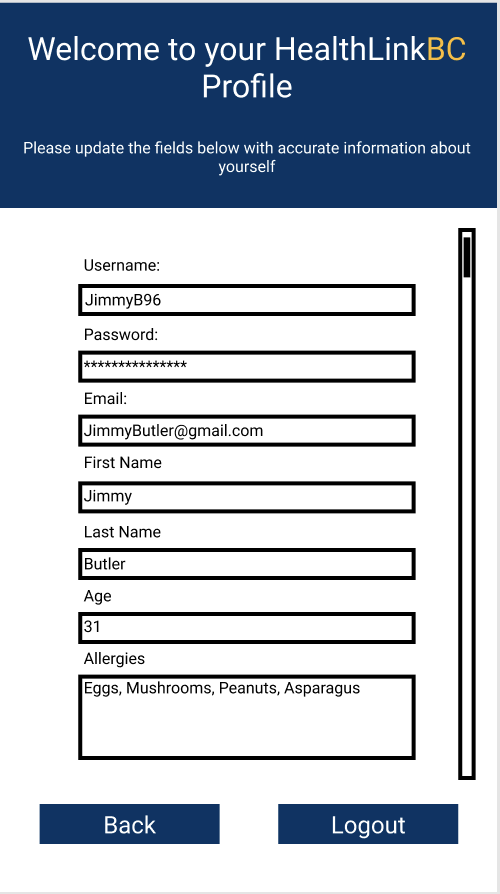 Welcome to your HealthLinkBC
Profile
Please update the fields below with accurate information about
yourself
Username:
JimmyB96
Password:
***************
Email:
JimmyButler@gmail.com
First Name
Jimmy
Last Name
Butler
Age
31
Allergies
Eggs, Mushrooms, Peanuts, Asparagus
Back
Logout